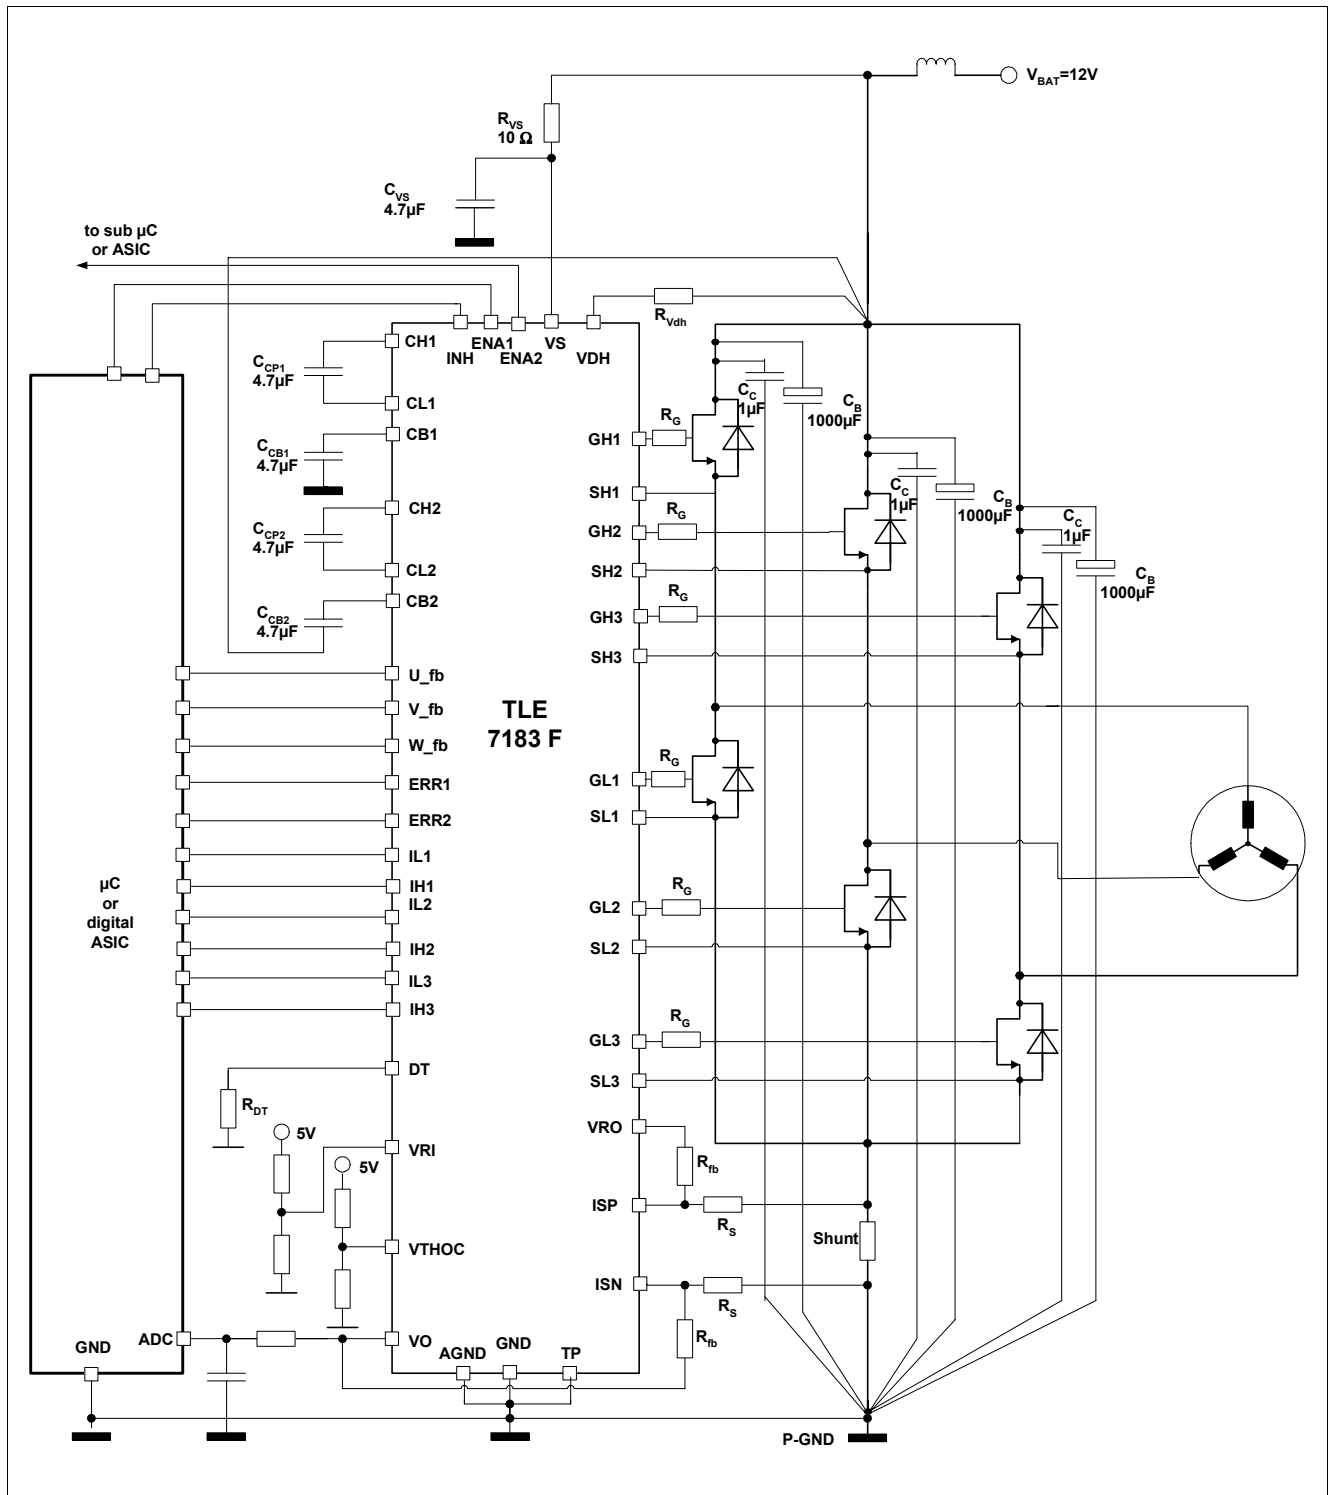 V_BAT=12V
R_VS
10 Ω
C_VS
4.7µF
to sub µC
or ASIC
R_Vdh
CH1
INH
ENA1
ENA2
VS
VDH
C_CP1
4.7µF
CL1
CB1
C_CB1
4.7µF
CH2
C_CP2
4.7µF
CL2
CB2
C_CB2
4.7µF
GH1
R_G
C_C
1µF
C_B
1000µF
SH1
GH2
R_G
C_C
1µF
C_B
1000µF
SH2
C_C
1µF
C_B
1000µF
GH3
R_G
SH3
U_fb
V_fb
W_fb
TLE
7183 F
ERR1
ERR2
GL1
R_G
SL1
IL1
IH1
IL2
IH2
IL3
IH3
µC
or
digital
ASIC
GL2
R_G
SL2
GL3
R_G
SL3
DT
R_DT
5V
VRI
5V
VTHOC
VRO
R_fb
ISP
R_S
Shunt
ISN
R_S
R_fb
ADC
VO
GND
AGND
GND
TP
P-GND